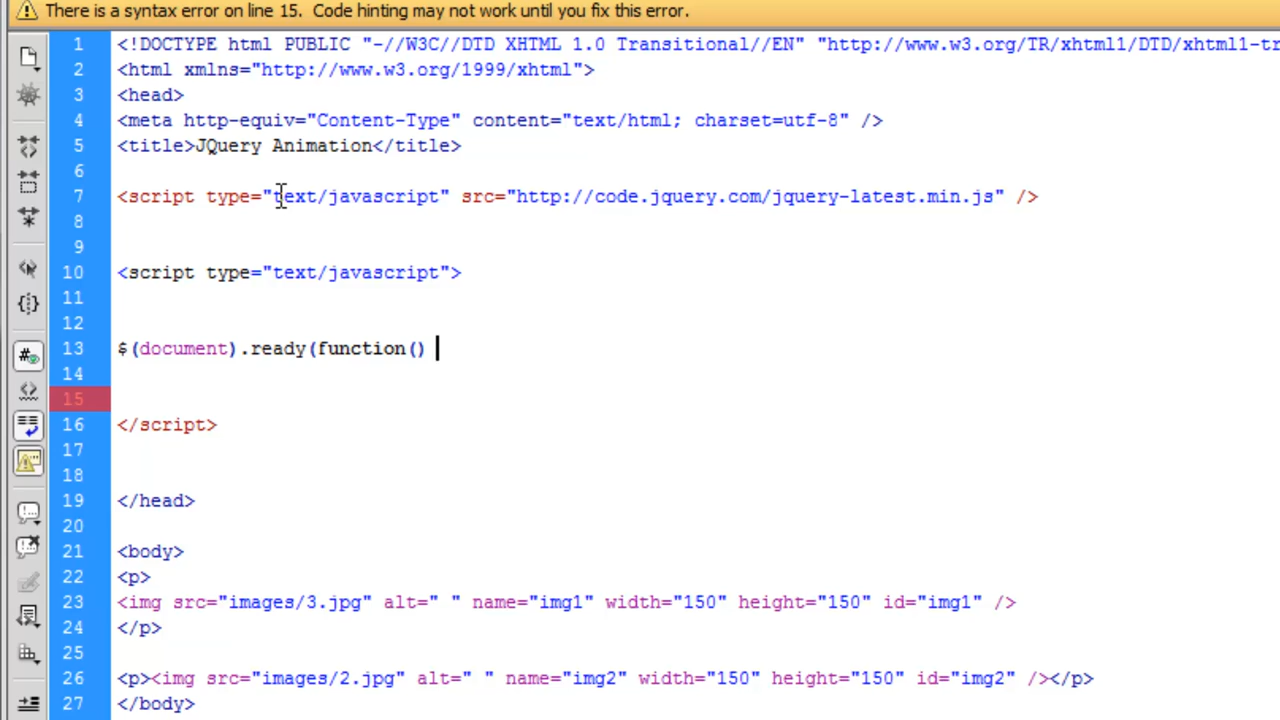 There is a syntax error on line 15. Code hinting may not work until you fix this error.
1 <!DOCTYPE html PUBLIC "-//W3C//DTD XHTML 1.0 Transitional//EN" "http://www.w3.org/TR/xhtml1/DTD/xhtml1-tr
2 <html xmlns="http://www.w3.org/1999/xhtml">
3 <head>
4 <meta http-equiv="Content-Type" content="text/html; charset=utf-8" />
5 <title>JQuery Animation</title>
6
7 <script type="text/javascript" src="http://code.jquery.com/jquery-latest.min.js" />
8
9
10 <script type="text/javascript">
11
12
13 $(document).ready(function()
14
15
16 </script>
17
18
19 </head>
20
21 <body>
22 <p>
23 <img src="images/3.jpg" alt=" " name="img1" width="150" height="150" id="img1" />
24 </p>
25
26 <p><img src="images/2.jpg" alt=" " name="img2" width="150" height="150" id="img2" /></p>
27 </body>